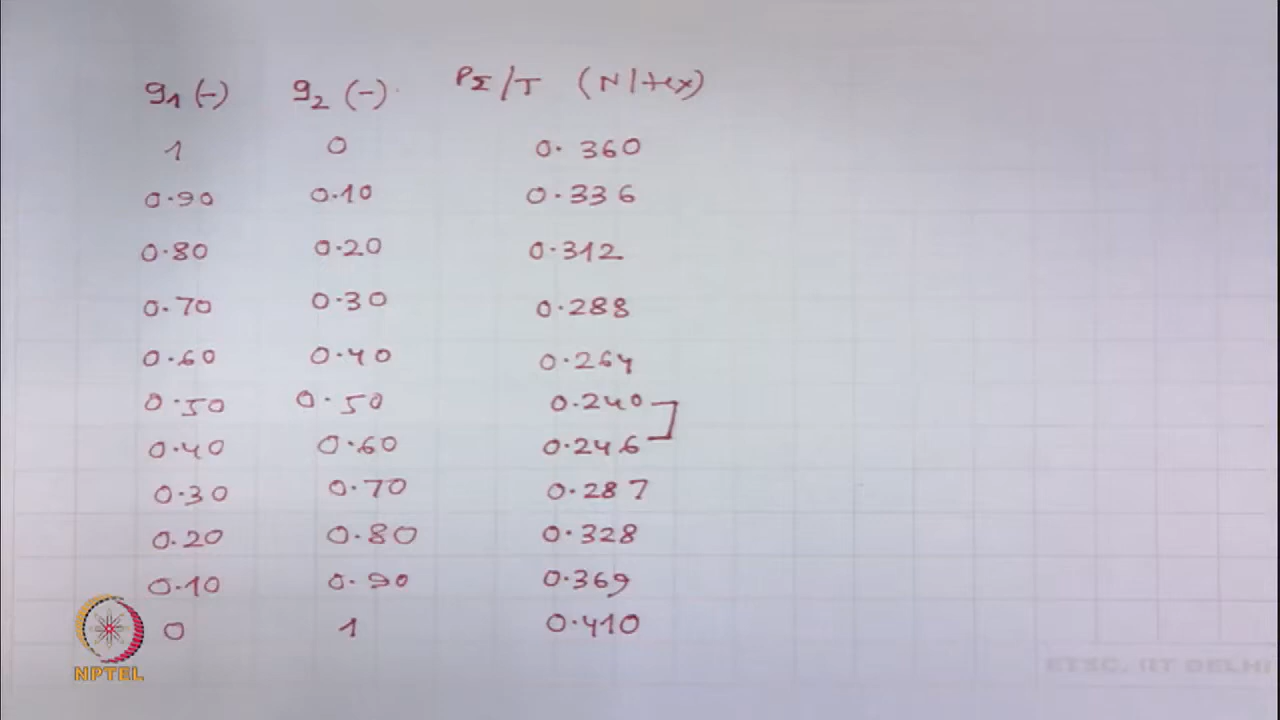 g1 (-) g2 (-) PΣ/T (N/tex)
1 0 0.360
0.90 0.10 0.336
0.80 0.20 0.312
0.70 0.30 0.288
0.60 0.40 0.264
0.50 0.50 0.240
0.40 0.60 0.246
0.30 0.70 0.287
0.20 0.80 0.328
0.10 0.90 0.369
0 1 0.410
NPTEL
ETSC, IIT DELHI